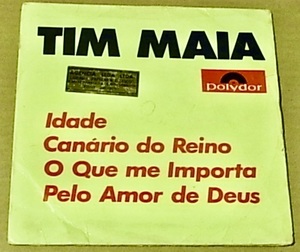 TIM MAIA
Polydor
Idade
Canário do Reino
O Que me Importa
Pelo Amor de Deus